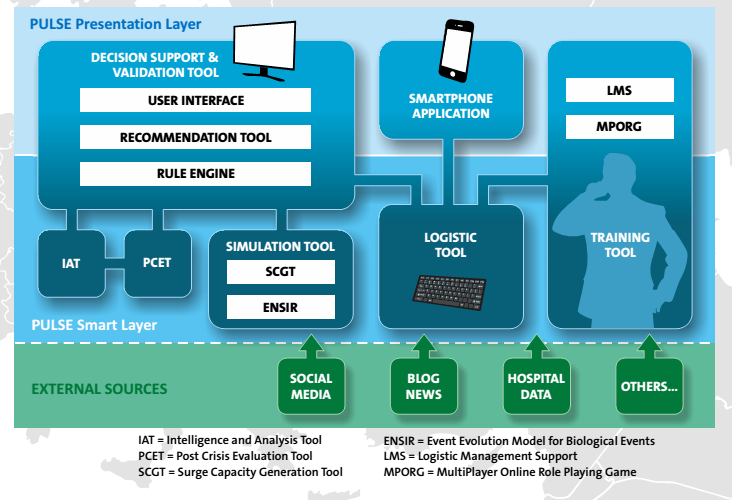 PULSE Presentation Layer
DECISION SUPPORT &
VALIDATION TOOL
USER INTERFACE
RECOMMENDATION TOOL
RULE ENGINE
SMARTPHONE
APPLICATION
LMS
MPORG
IAT
PCET
SIMULATION TOOL
SCGT
ENSIR
LOGISTIC
TOOL
TRAINING
TOOL
PULSE Smart Layer
EXTERNAL SOURCES
SOCIAL
MEDIA
BLOG
NEWS
HOSPITAL
DATA
OTHERS...
IAT = Intelligence and Analysis Tool
PCET = Post Crisis Evaluation Tool
SCGT = Surge Capacity Generation Tool
ENSIR = Event Evolution Model for Biological Events
LMS = Logistic Management Support
MPORG = MultiPlayer Online Role Playing Game